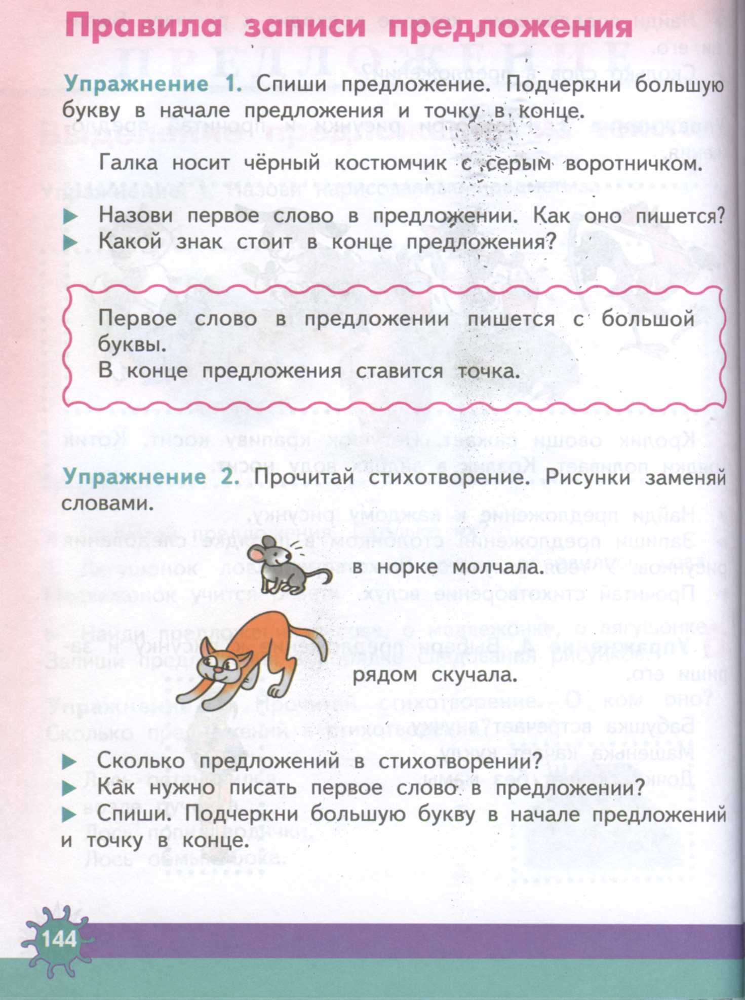 Правила записи предложения
Упражнение 1. Спиши предложение. Подчеркни большую
букву в начале предложения и точку в конце.
Галка носит чёрный костюмчик с серым воротничком.
Назови первое слово в предложении. Как оно пишется?
Какой знак стоит в конце предложения?
Первое слово в предложении пишется с большой
буквы.
В конце предложения ставится точка.
Упражнение 2. Прочитай стихотворение. Рисунки заменяй
словами.
в норке молчала.
рядом скучала.
Сколько предложений в стихотворении?
Как нужно писать первое слово в предложении?
Спиши. Подчеркни большую букву в начале предложений
и точку в конце.
144